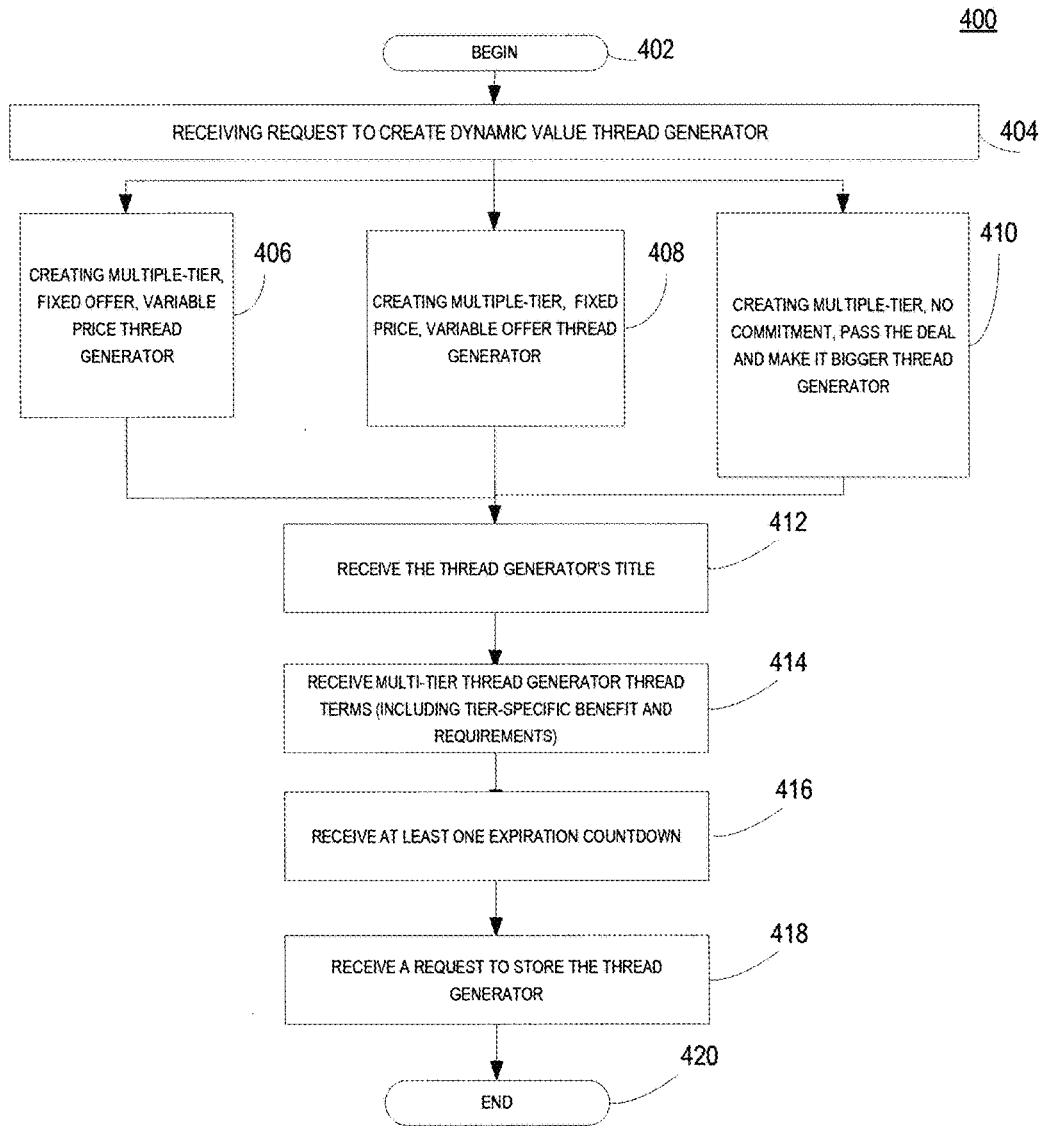 400
BEGIN
402
RECEIVING REQUEST TO CREATE DYNAMIC VALUE THREAD GENERATOR
404
CREATING MULTIPLE-TIER,
FIXED OFFER, VARIABLE
PRICE THREAD
GENERATOR
406
CREATING MULTIPLE-TIER, FIXED
PRICE, VARIABLE OFFER THREAD
GENERATOR
408
CREATING MULTIPLE-TIER, NO
COMMITMENT, PASS THE DEAL
AND MAKE IT BIGGER THREAD
GENERATOR
410
RECEIVE THE THREAD GENERATOR'S TITLE
412
RECEIVE MULTI-TIER THREAD GENERATOR THREAD
TERMS (INCLUDING TIER-SPECIFIC BENEFIT AND
REQUIREMENTS)
414
RECEIVE AT LEAST ONE EXPIRATION COUNTDOWN
416
RECEIVE A REQUEST TO STORE THE THREAD
GENERATOR
418
END
420